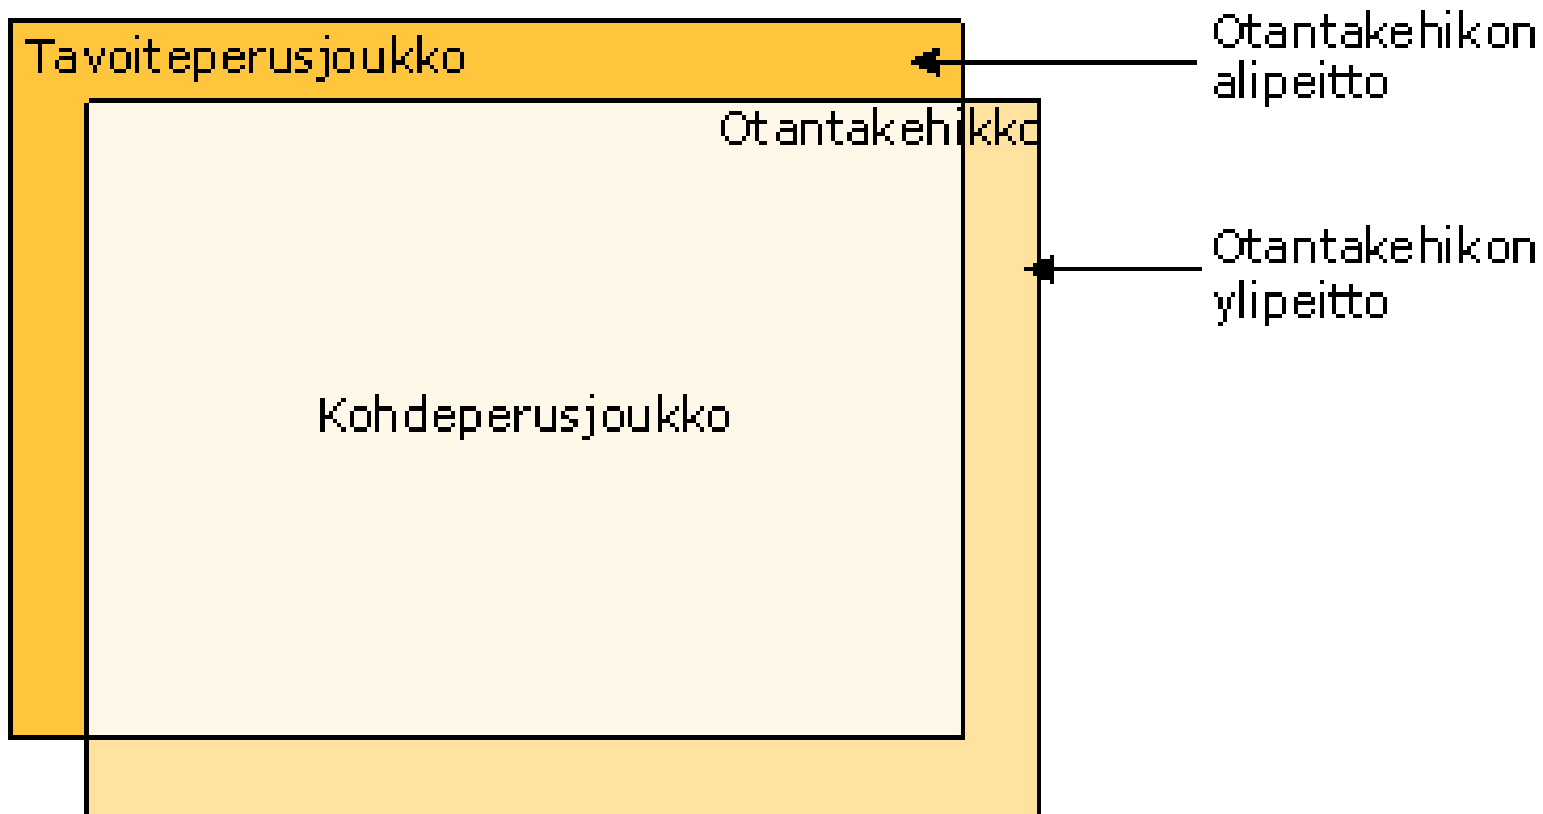 Tavoiteperusjoukko
Otantakehikon
alipeitto
Otantakehikko
Otantakehikon
ylipeitto
Kohdeperusjoukko